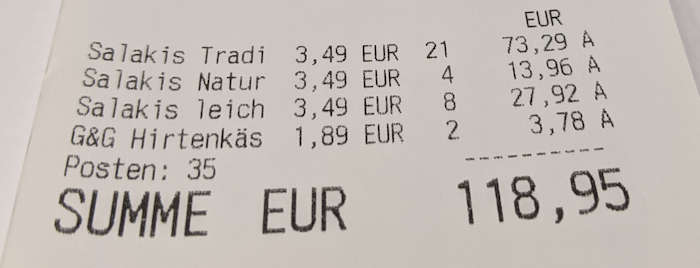 EUR
Salakis Tradi 3,49 EUR 21 73,29 A
Salakis Natur 3,49 EUR 4 13,96 A
Salakis leich 3,49 EUR 8 27,92 A
G&G Hirtenkäs 1,89 EUR 2 3,78 A
Posten: 35
------------
SUMME EUR 118,95